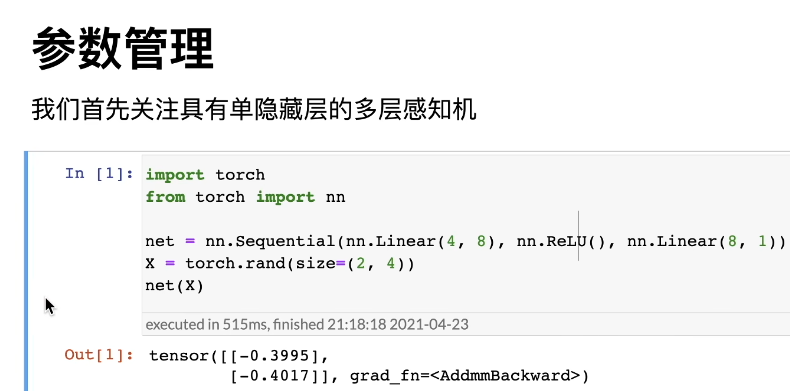 参数管理
我们首先关注具有单隐藏层的多层感知机
In [1]: import torch
from torch import nn
net = nn.Sequential(nn.Linear(4, 8), nn.ReLU(), nn.Linear(8, 1))
X = torch.rand(size=(2, 4))
net(X)
executed in 515ms, finished 21:18:18 2021-04-23
Out[1]: tensor([[-0.3995],
[-0.4017]], grad_fn=<AddmmBackward>)